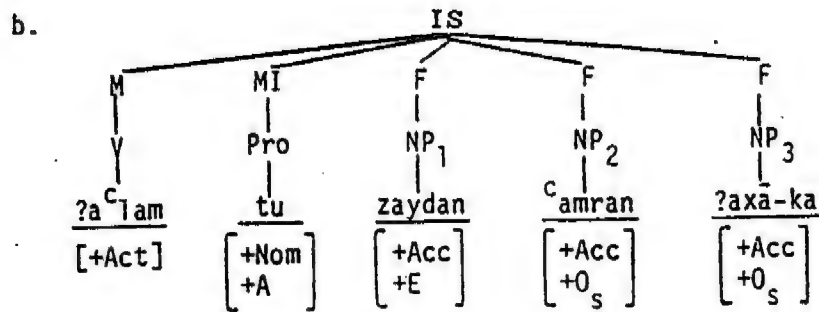 b. IS
M MI F F F
V Pro NP1 NP2 NP3
?aᶜlam tu zaydan ᶜamran ?axā-ka
[+Act] [+Nom +Acc +Acc +Acc
+A] +E] +Os] +Os]